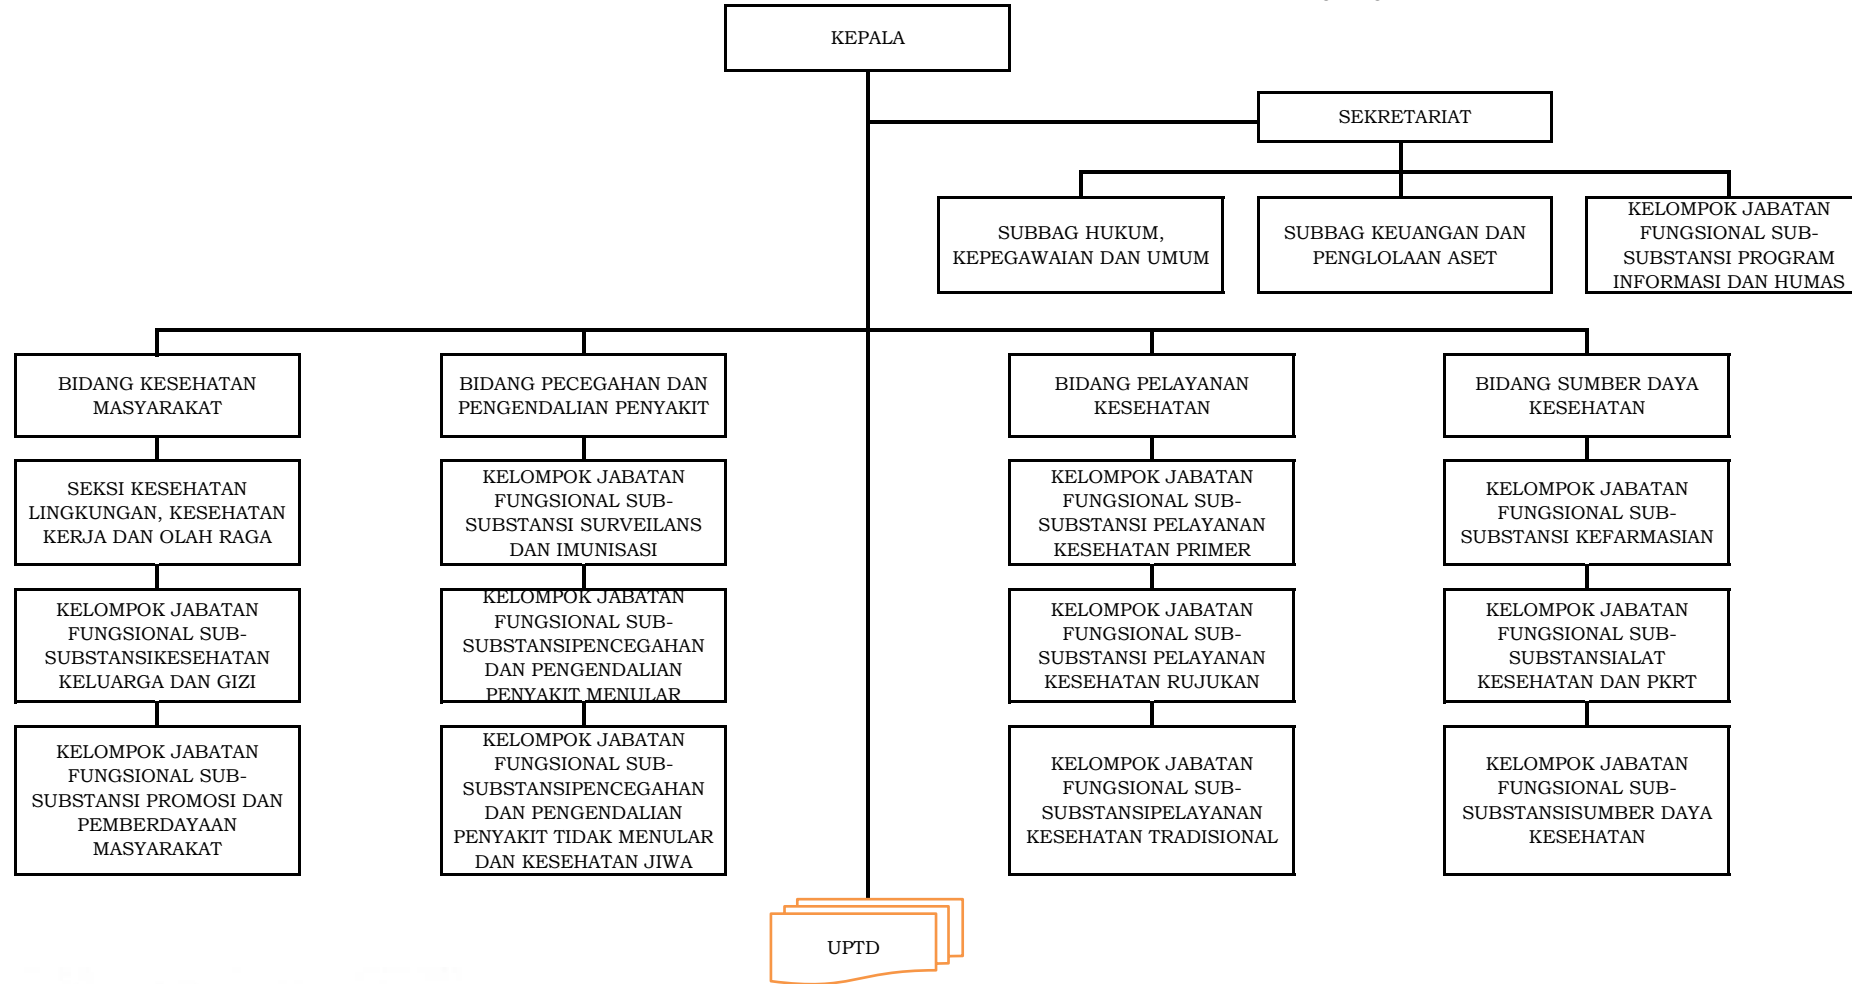 KEPALA
SEKRETARIAT
SUBBAG HUKUM,
KEPEGAWAIAN DAN UMUM
SUBBAG KEUANGAN DAN
PENGLOLAAN ASET
KELOMPOK JABATAN
FUNGSIONAL SUB-
SUBSTANSI PROGRAM
INFORMASI DAN HUMAS
BIDANG KESEHATAN
MASYARAKAT
SEKSI KESEHATAN
LINGKUNGAN, KESEHATAN
KERJA DAN OLAH RAGA
KELOMPOK JABATAN
FUNGSIONAL SUB-
SUBSTANSIKESEHATAN
KELUARGA DAN GIZI
KELOMPOK JABATAN
FUNGSIONAL SUB-
SUBSTANSI PROMOSI DAN
PEMBERDAYAAN
MASYARAKAT
BIDANG PECEGAHAN DAN
PENGENDALIAN PENYAKIT
KELOMPOK JABATAN
FUNGSIONAL SUB-
SUBSTANSI SURVEILANS
DAN IMUNISASI
KELOMPOK JABATAN
FUNGSIONAL SUB-
SUBSTANSIPENCEGAHAN
DAN PENGENDALIAN
PENYAKIT MENULAR
KELOMPOK JABATAN
FUNGSIONAL SUB-
SUBSTANSIPENCEGAHAN
DAN PENGENDALIAN
PENYAKIT TIDAK MENULAR
DAN KESEHATAN JIWA
BIDANG PELAYANAN
KESEHATAN
KELOMPOK JABATAN
FUNGSIONAL SUB-
SUBSTANSI PELAYANAN
KESEHATAN PRIMER
KELOMPOK JABATAN
FUNGSIONAL SUB-
SUBSTANSI PELAYANAN
KESEHATAN RUJUKAN
KELOMPOK JABATAN
FUNGSIONAL SUB-
SUBSTANSIPELAYANAN
KESEHATAN TRADISIONAL
BIDANG SUMBER DAYA
KESEHATAN
KELOMPOK JABATAN
FUNGSIONAL SUB-
SUBSTANSI KEFARMASIAN
KELOMPOK JABATAN
FUNGSIONAL SUB-
SUBSTANSIALAT
KESEHATAN DAN PKRT
KELOMPOK JABATAN
FUNGSIONAL SUB-
SUBSTANSISUMBER DAYA
KESEHATAN
UPTD